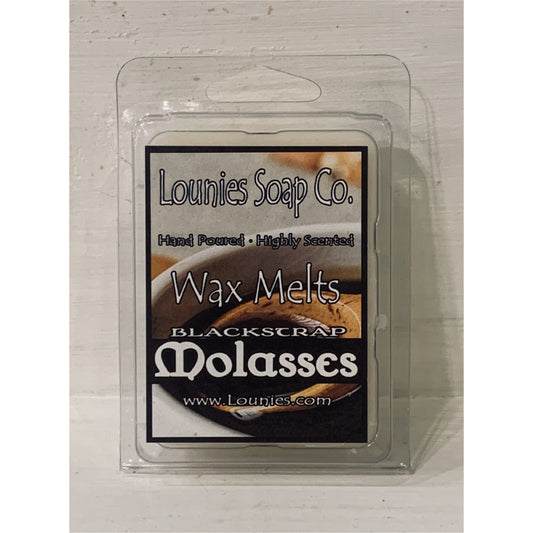 Lounies Soap Co.
Hand Poured • Highly Scented
Wax Melts
BLACKSTRAP
Molasses
www.Lounies.com